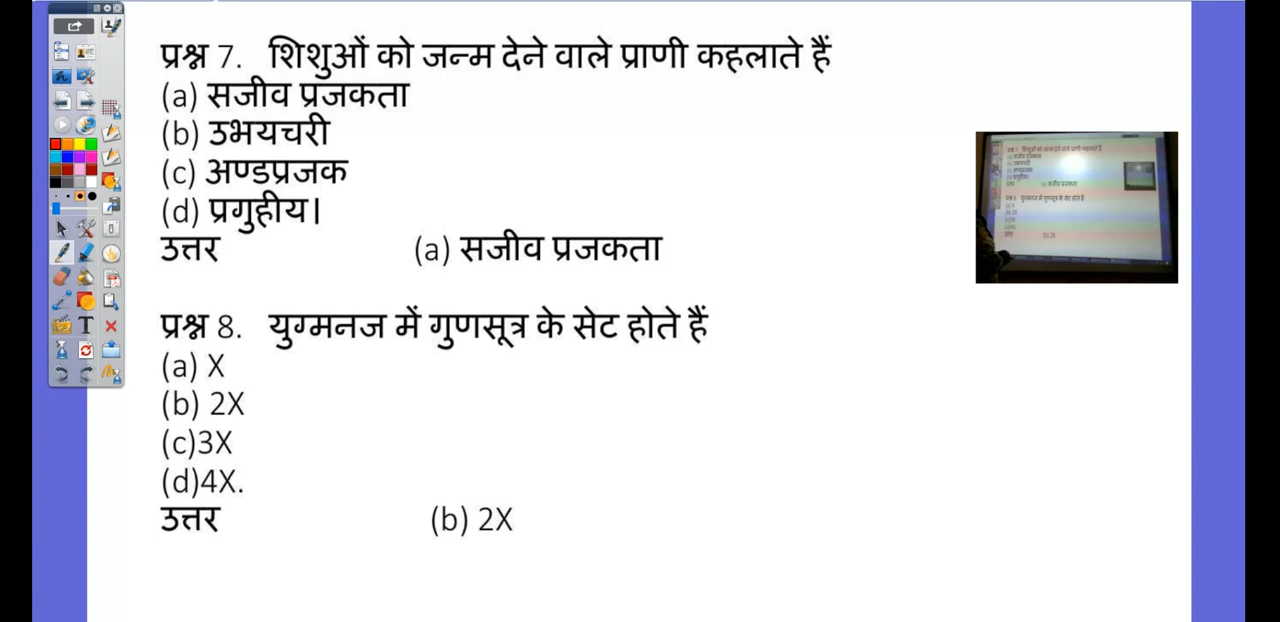 प्रश्न 7. शिशुओं को जन्म देने वाले प्राणी कहलाते हैं
(a) सजीव प्रजकता
(b) उभयचरी
(c) अण्डप्रजक
(d) प्रगुहीय।
उत्तर (a) सजीव प्रजकता
प्रश्न 8. युग्मनज में गुणसूत्र के सेट होते हैं
(a) X
(b) 2X
(c)3X
(d)4X.
उत्तर (b) 2X